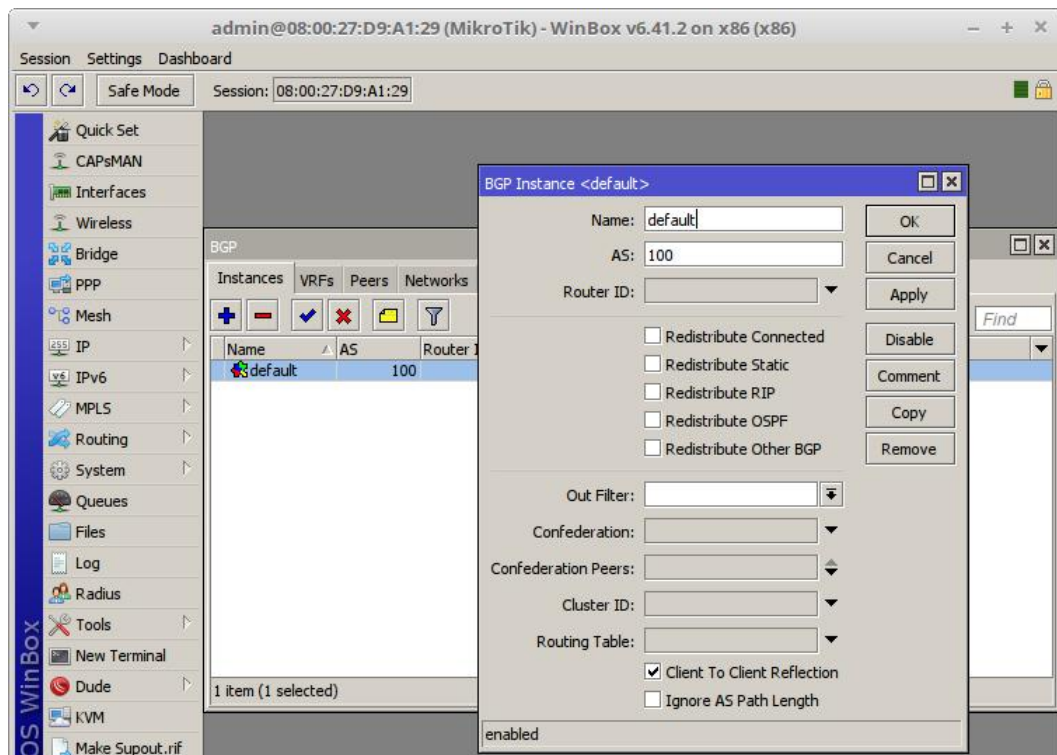 admin@08:00:27:D9:A1:29 (MikroTik) - WinBox v6.41.2 on x86 (x86)
Session Settings Dashboard
Safe Mode Session: 08:00:27:D9:A1:29
Quick Set
CAPsMAN
Interfaces
Wireless
Bridge
PPP
Mesh
IP
IPv6
MPLS
Routing
System
Queues
Files
Log
Radius
Tools
New Terminal
Dude
KVM
Make Supout.rif
OS WinBox
BGP
Instances VRFs Peers Networks
Find
Name AS Router I
default 100
1 item (1 selected)
BGP Instance <default>
Name: default
AS: 100
Router ID:
Redistribute Connected
Redistribute Static
Redistribute RIP
Redistribute OSPF
Redistribute Other BGP
Out Filter:
Confederation:
Confederation Peers:
Cluster ID:
Routing Table:
Client To Client Reflection
Ignore AS Path Length
enabled
OK
Cancel
Apply
Disable
Comment
Copy
Remove